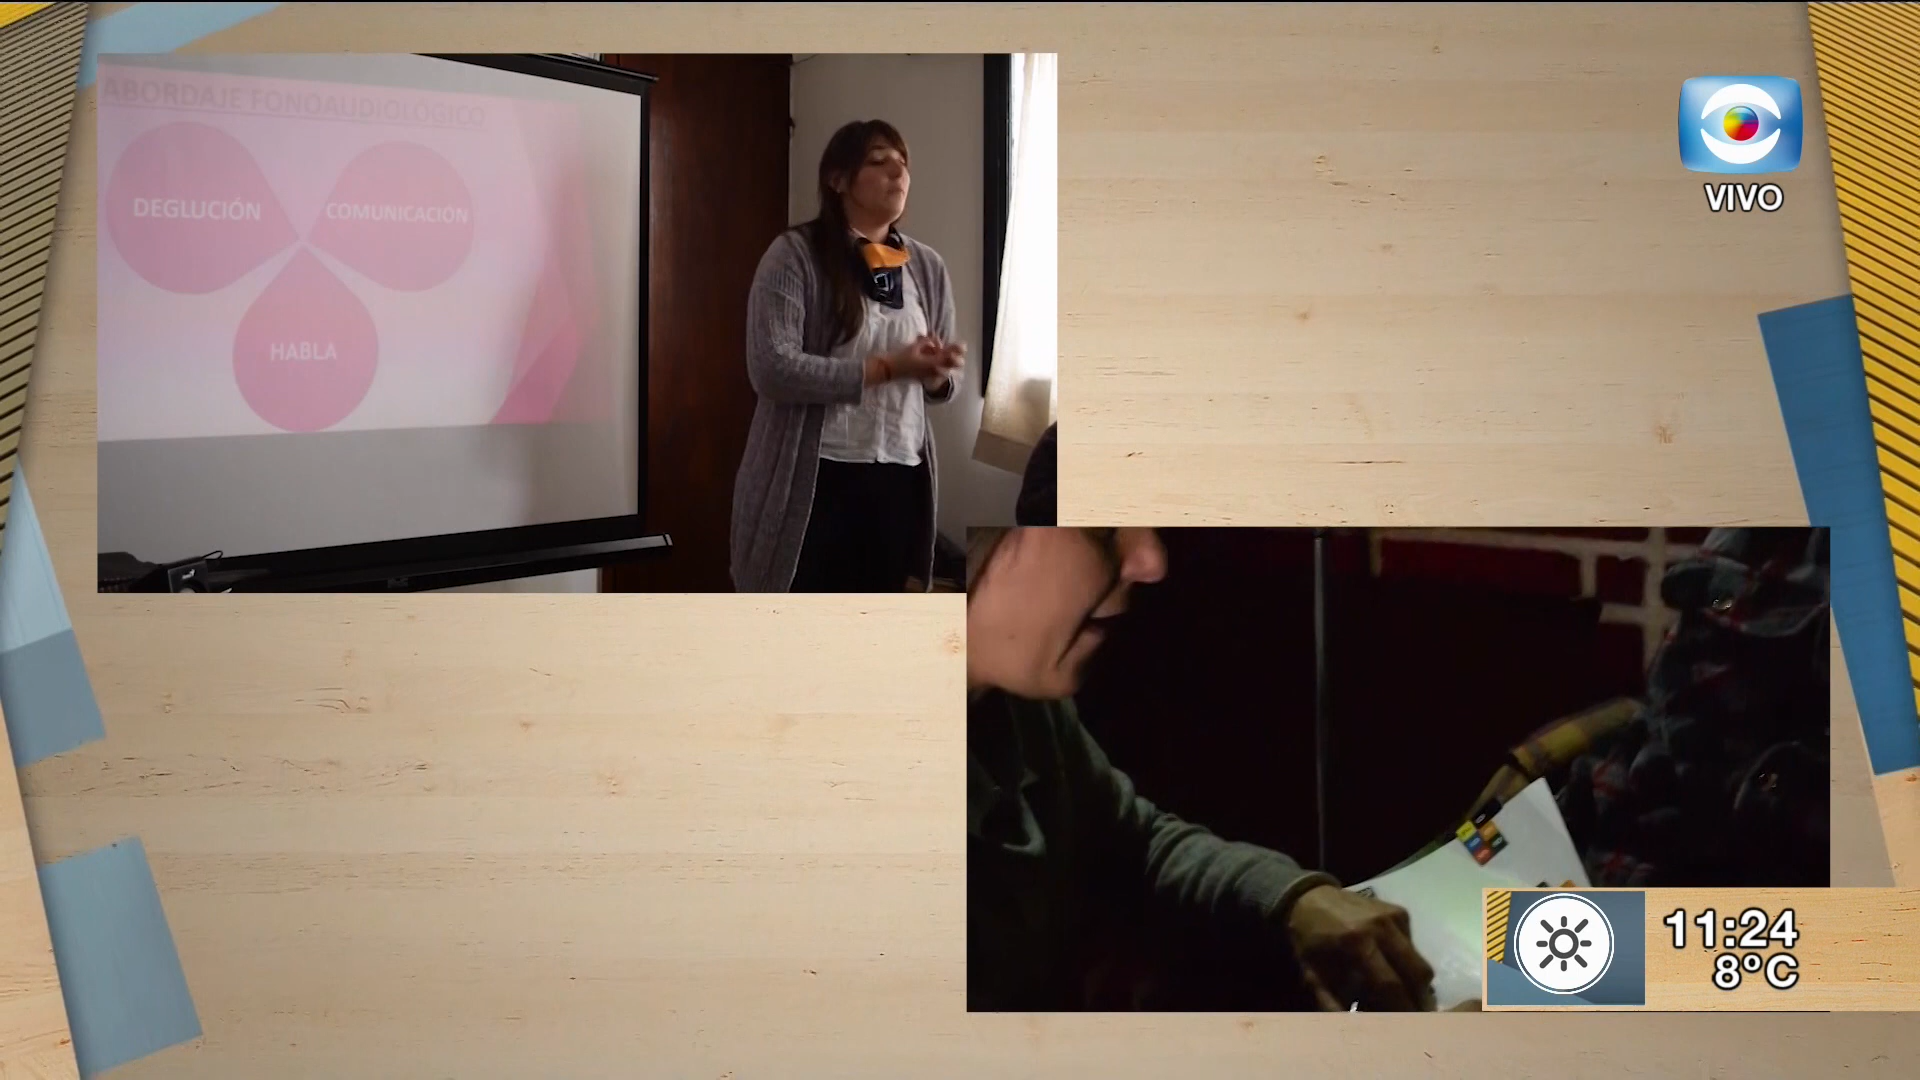 ABORDAJE FONOAUDIOLÓGICO
DEGLUCIÓN
COMUNICACIÓN
HABLA
VIVO
11:24
8°C